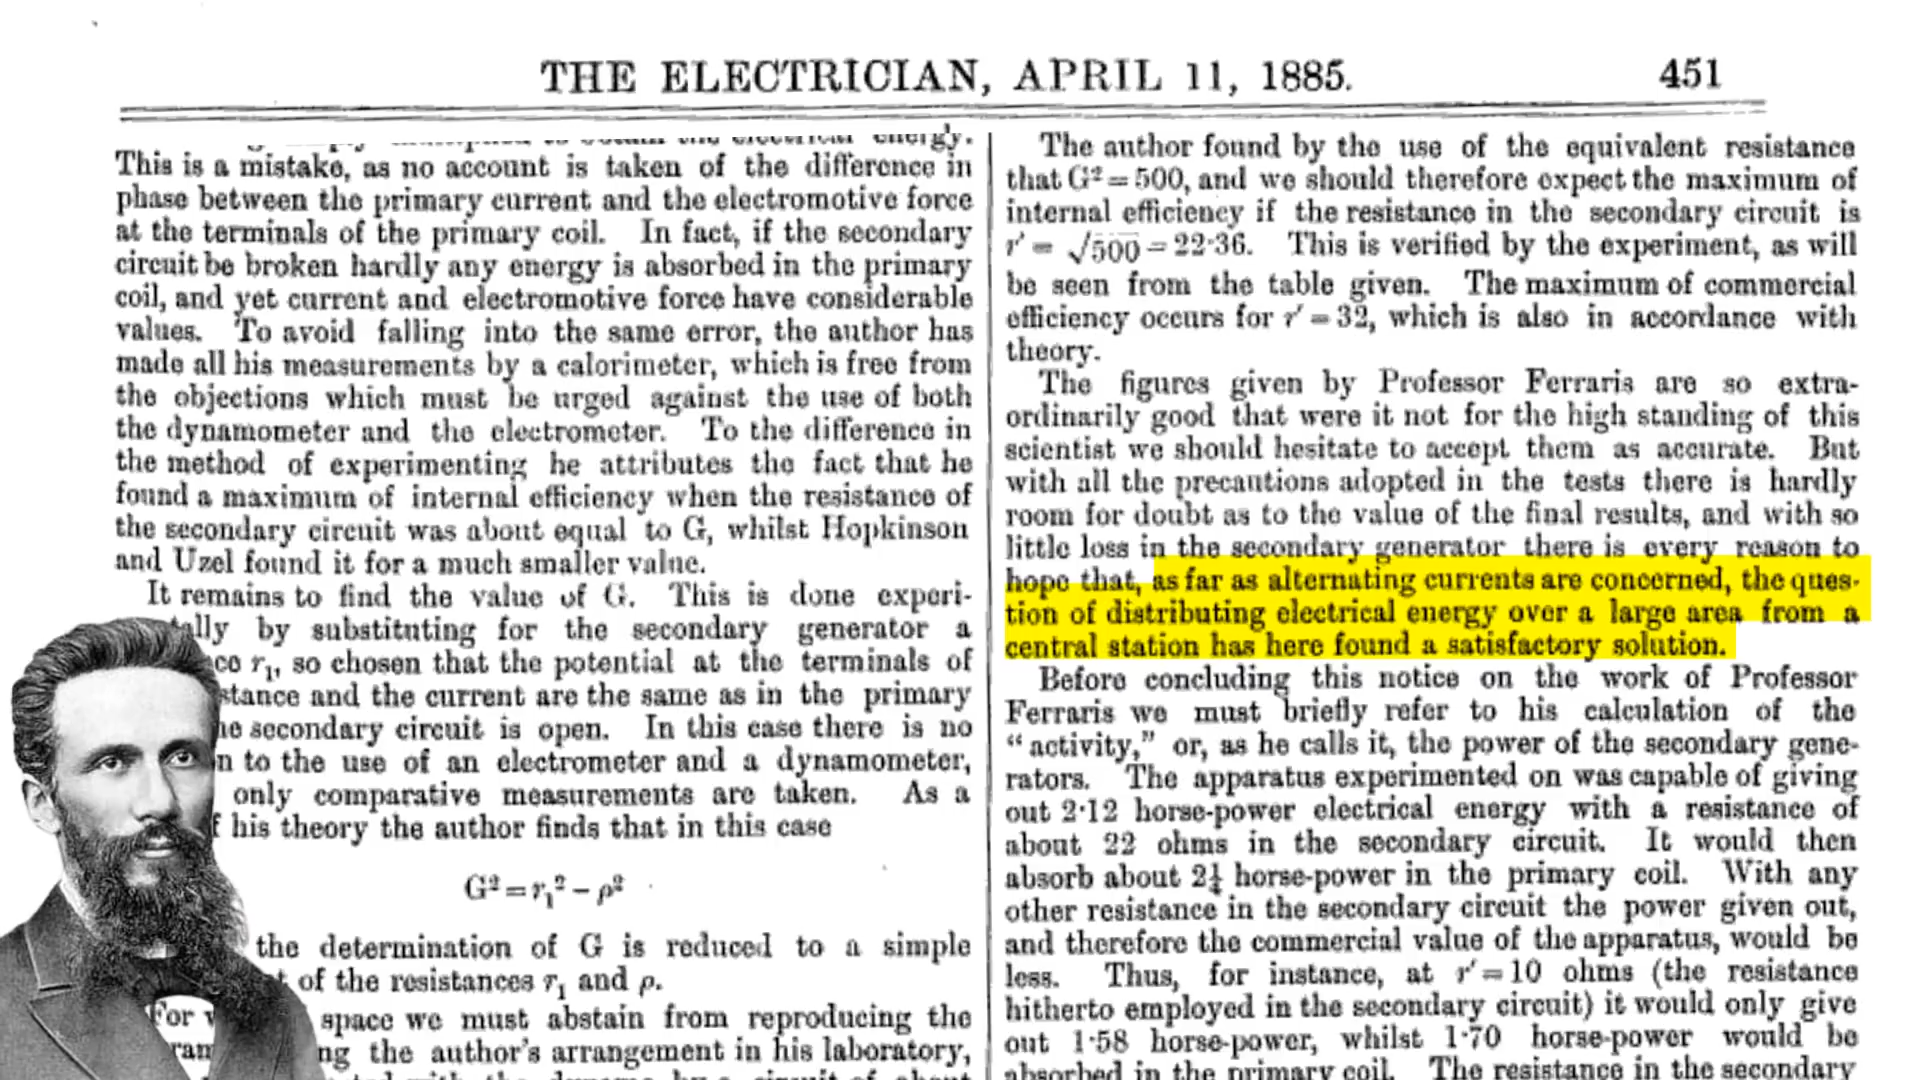 THE ELECTRICIAN, APRIL 11, 1885.
451
electrical energy.
This is a mistake, as no account is taken of the difference in
phase between the primary current and the electromotive force
at the terminals of the primary coil. In fact, if the secondary
circuit be broken hardly any energy is absorbed in the primary
coil, and yet current and electromotive force have considerable
values. To avoid falling into the same error, the author has
made all his measurements by a calorimeter, which is free from
the objections which must be urged against the use of both
the dynamometer and the electrometer. To the difference in
the method of experimenting he attributes the fact that he
found a maximum of internal efficiency when the resistance of
the secondary circuit was about equal to G, whilst Hopkinson
and Uzel found it for a much smaller value.
It remains to find the value of G. This is done experi-
by substituting for the secondary generator a
r₁, so chosen that the potential at the terminals of
and the current are the same as in the primary
secondary circuit is open. In this case there is no
to the use of an electrometer and a dynamometer,
only comparative measurements are taken. As a
his theory the author finds that in this case
G²=r₁²-ρ²
the determination of G is reduced to a simple
of the resistances r₁ and ρ.
For space we must abstain from reproducing the
the author's arrangement in his laboratory,
The author found by the use of the equivalent resistance
that G²=500, and we should therefore expect the maximum of
internal efficiency if the resistance in the secondary circuit is
r' = √500 = 22·36. This is verified by the experiment, as will
be seen from the table given. The maximum of commercial
efficiency occurs for r' = 32, which is also in accordance with
theory.
The figures given by Professor Ferraris are so extra-
ordinarily good that were it not for the high standing of this
scientist we should hesitate to accept them as accurate. But
with all the precautions adopted in the tests there is hardly
room for doubt as to the value of the final results, and with so
little loss in the secondary generator there is every reason to
hope that, as far as alternating currents are concerned, the ques-
tion of distributing electrical energy over a large area from a
central station has here found a satisfactory solution.
Before concluding this notice on the work of Professor
Ferraris we must briefly refer to his calculation of the
"activity," or, as he calls it, the power of the secondary gene-
rators. The apparatus experimented on was capable of giving
out 2·12 horse-power electrical energy with a resistance of
about 22 ohms in the secondary circuit. It would then
absorb about 2¼ horse-power in the primary coil. With any
other resistance in the secondary circuit the power given out,
and therefore the commercial value of the apparatus, would be
less. Thus, for instance, at r' = 10 ohms (the resistance
hitherto employed in the secondary circuit) it would only give
out 1·58 horse-power, whilst 1·70 horse-power would be
absorbed in the primary coil. The resistance in the secondary